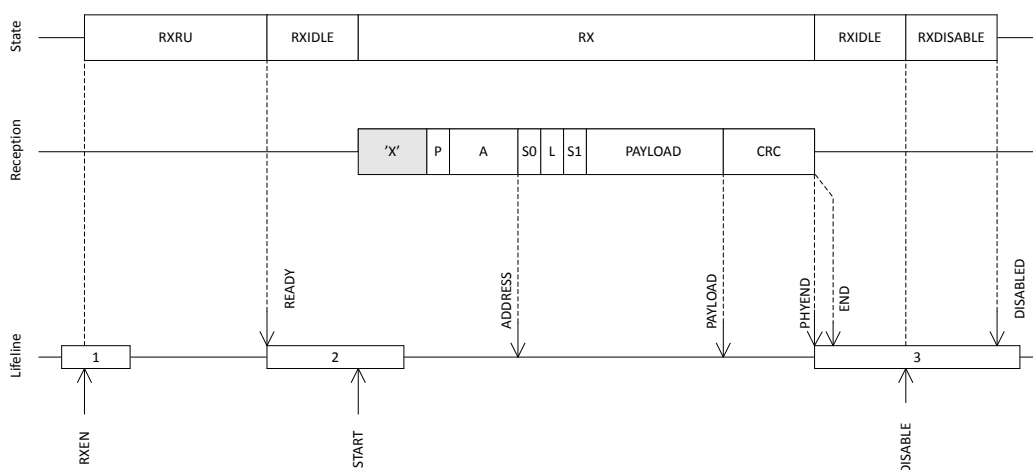 State
RXRU
RXIDLE
RX
RXIDLE
RXDISABLE
Reception
'X'
P
A
S0
L
S1
PAYLOAD
CRC
READY
ADDRESS
PAYLOAD
PHYEND
END
DISABLED
Lifeline
1
2
3
RXEN
START
DISABLE